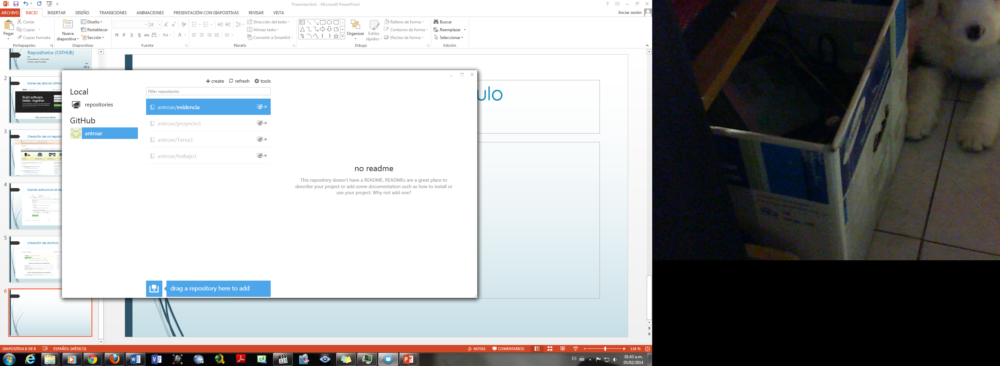 Presentación1 - Microsoft PowerPoint
ARCHIVO INICIO INSERTAR DISEÑO TRANSICIONES ANIMACIONES PRESENTACIÓN CON DIAPOSITIVAS REVISAR VISTA Iniciar sesión
Pegar
Cortar
Copiar
Copiar formato
Portapapeles
Nueva
diapositiva
Diseño
Restablecer
Sección
Diapositivas
18
N K S S abc AV Aa A
Fuente
Dirección del texto
Alinear texto
Convertir a SmartArt
Párrafo
Organizar
Estilos
rápidos
Relleno de forma
Contorno de forma
Efectos de forma
Dibujo
Buscar
Reemplazar
Seleccionar
Edición
Repositorios (GITHUB)
2
Darse de alta en GitHu
Build software
better, together.
Why you'll love GitHub
3
Creación de un reposit
4
Dando estructura al rep
5
Creación de archivo
6
ulo
create refresh tools
Local
repositories
GitHub
antroar
Filter repositories
antroar/evidencia
antroar/proyecto1
antroar/Tarea1
antroar/trabajo1
no readme
This repository doesn't have a README. READMEs are a great place to
describe your project or add some documentation such as how to install or
use your project. Why not add one?
drag a repository here to add
DIAPOSITIVA 6 DE 6 ESPAÑOL (MÉXICO) NOTAS COMENTARIOS 116 %
ES
01:43 a.m.
05/02/2014